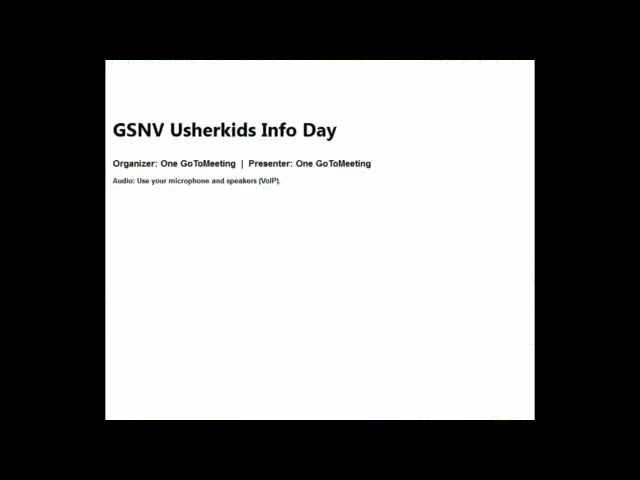 GSNV Usherkids Info Day
Organizer: One GoToMeeting | Presenter: One GoToMeeting
Audio: Use your microphone and speakers (VoIP).